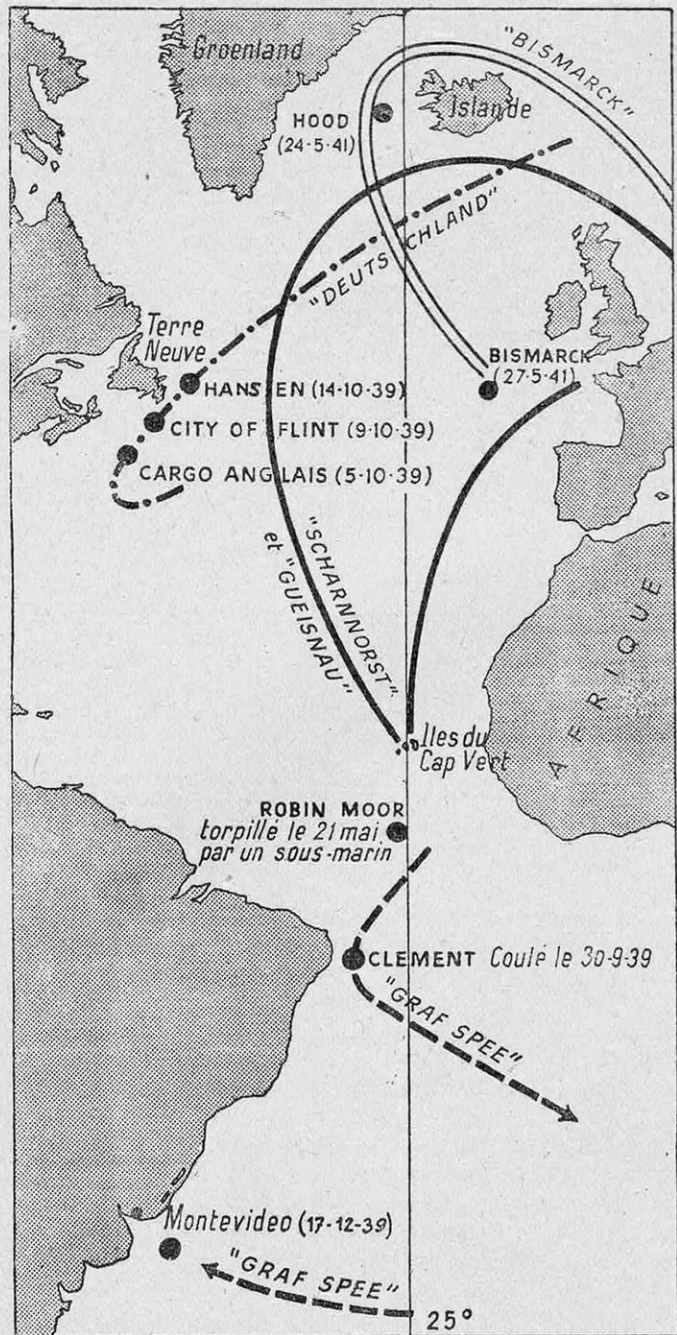 Groenland
"BISMARCK"
HOOD
(24·5·41)
Islande
"DEUTSCHLAND"
Terre
Neuve
BISMARCK
(27·5·41)
HANSEN (14·10·39)
CITY OF FLINT (9·10·39)
CARGO ANGLAIS (5·10·39)
"SCHARNNORST"
et "GUEISNAU"
AFRIQUE
Iles du
Cap Vert
ROBIN MOOR
torpillé le 21 mai
par un sous-marin
CLEMENT Coulé le 30-9-39
"GRAF SPEE"
Montevideo (17-12-39)
"GRAF SPEE"
25°